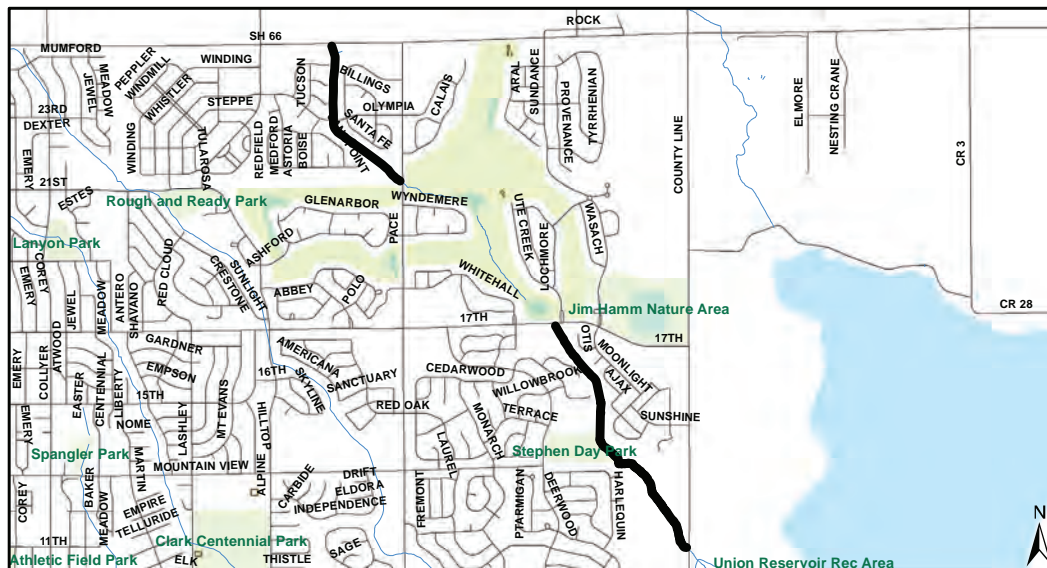 ROCK
SH 66
MUMFORD
WINDING
PEPPLER
WINDMILL
MEADOW
JEWEL
WHISTLER
STEPPE
TUCSON
BILLINGS
OLYMPIA
CALAIS
SANTA FE
ARAL
SUNDANCE
PROVENANCE
TYRRHENIAN
COUNTY LINE
ELMORE
NESTING CRANE
CR 3
23RD
DEXTER
EMERY
WINDING
TULAROSA
REDFIELD
MEDFORD
ASTORIA
BOISE
21ST
ESTES
Rough and Ready Park
GLENARBOR
WYNDEMERE
PACE
UTE CREEK
LOCHMORE
WASACH
Lanyon Park
COREY
EMERY
JEWEL
MEADOW
ANTERO
SHAVANO
RED CLOUD
CRESTONE
SUNLIGHT
ASHFORD
ABBEY
POLO
WHITEHALL
Jim Hamm Nature Area
CR 28
17TH
17TH
EMERY
COLLYER
ATWOOD
EASTER
CENTENNIAL
LIBERTY
GARDNER
EMPSON
15TH
NOME
LASHLEY
MT EVANS
16TH
HILLTOP
AMERICANA
SKYLINE
SANCTUARY
RED OAK
CEDARWOOD
WILLOWBROOK
TERRACE
OTIS
MOONLIGHT
AJAX
SUNSHINE
EMERY
Spangler Park
MONARCH
LAUREL
Stephen Day Park
MOUNTAIN VIEW
MARTIN
BAKER
MEADOW
COREY
EMPIRE
TELLURIDE
ALPINE
CARBIDE
DRIFT
ELDORA
INDEPENDENCE
FREMONT
PTARMIGAN
DEERWOOD
HARLEQUIN
11TH
Athletic Field Park
Clark Centennial Park
ELK
THISTLE
SAGE
Union Reservoir Rec Area
N